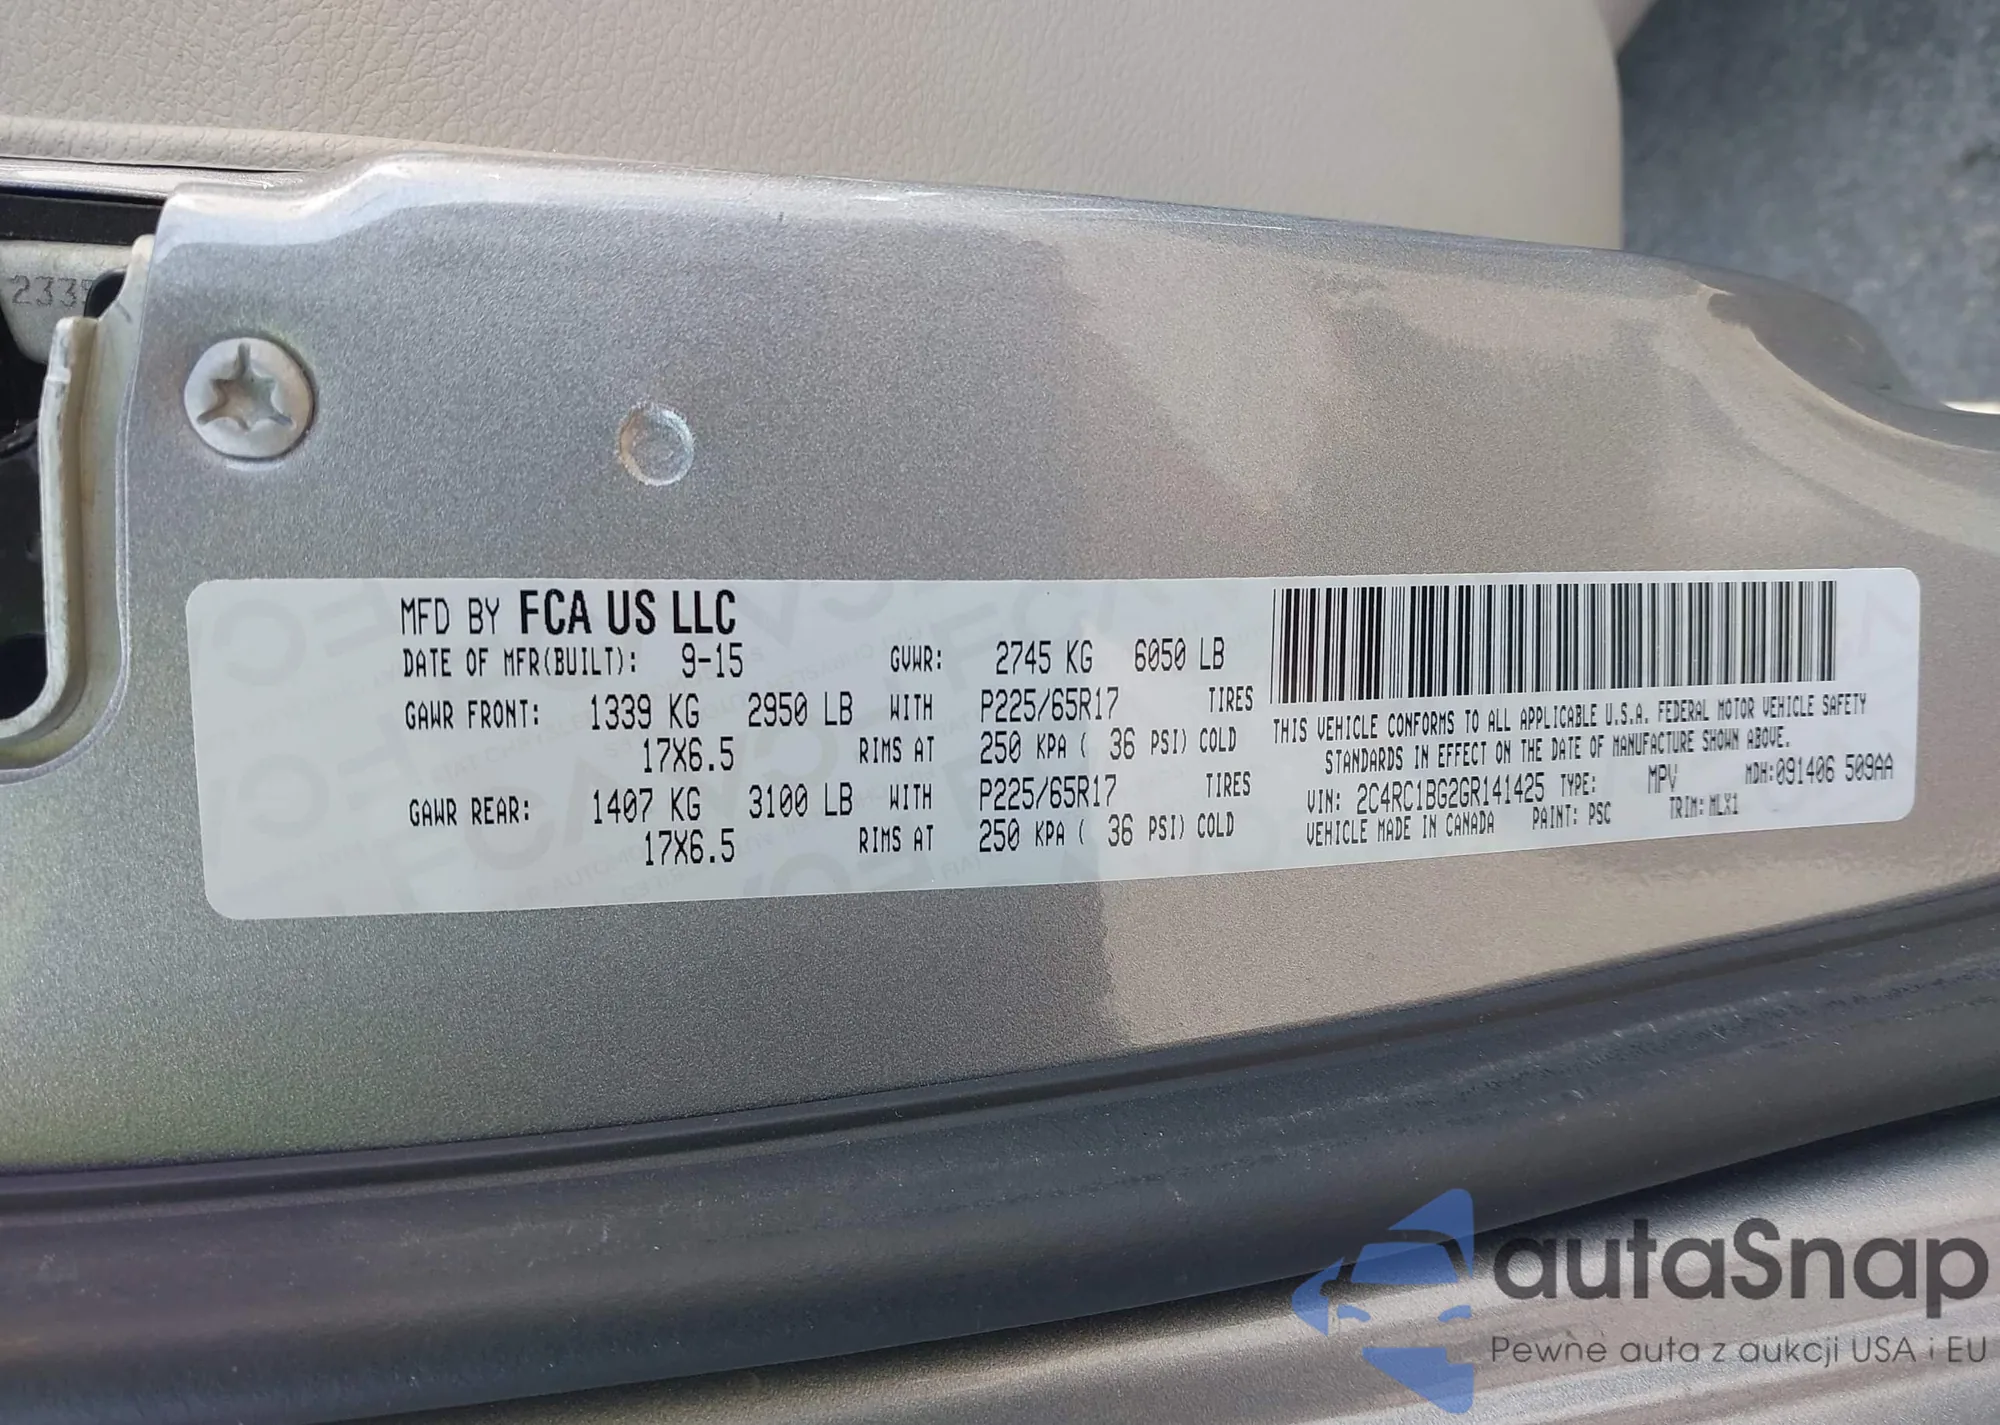 2335
MFD BY FCA US LLC
DATE OF MFR(BUILT): 9-15 GVWR: 2745 KG 6050 LB
GAWR FRONT: 1339 KG 2950 LB WITH P225/65R17 TIRES
17X6.5 RIMS AT 250 KPA ( 36 PSI) COLD
GAWR REAR: 1407 KG 3100 LB WITH P225/65R17 TIRES
17X6.5 RIMS AT 250 KPA ( 36 PSI) COLD
THIS VEHICLE CONFORMS TO ALL APPLICABLE U.S.A. FEDERAL MOTOR VEHICLE SAFETY
STANDARDS IN EFFECT ON THE DATE OF MANUFACTURE SHOWN ABOVE.
VIN: 2C4RC1BG2GR141425 TYPE: MPV MDH:091406 509AA
VEHICLE MADE IN CANADA PAINT: PSC TRIM: MLX1
autaSnap
Pewne auta z aukcji USA i EU